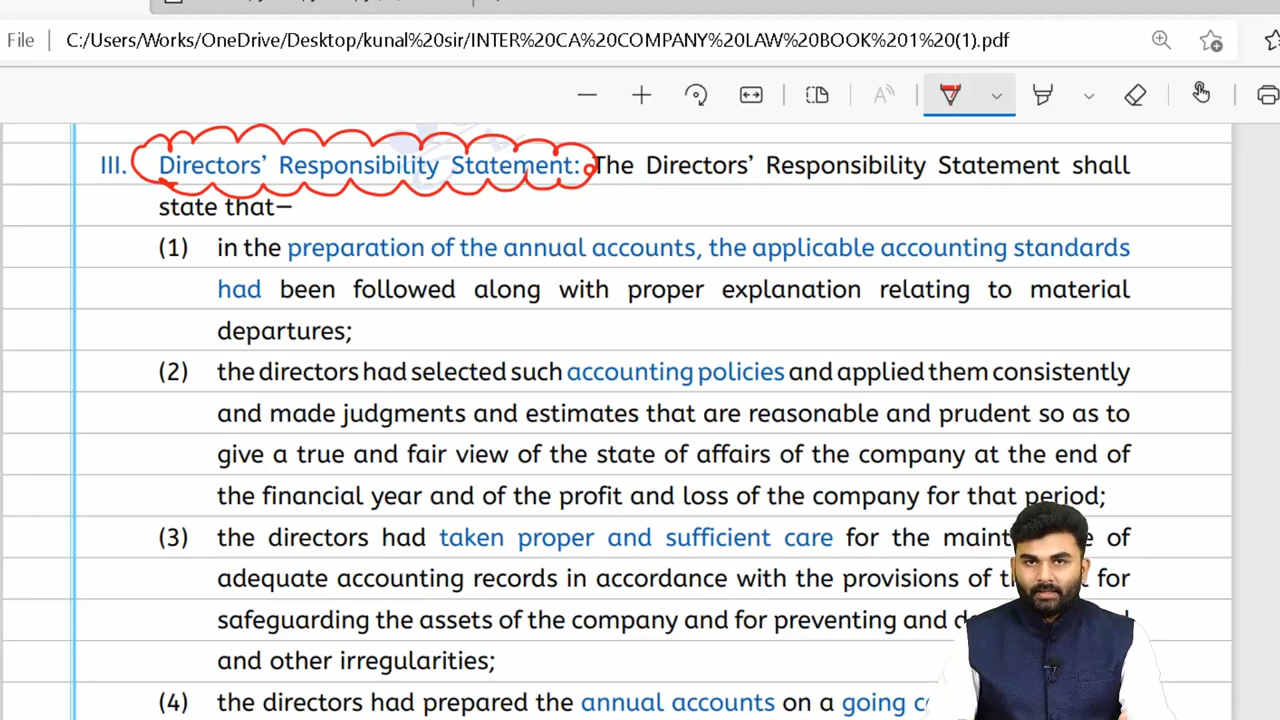 File C:/Users/Works/OneDrive/Desktop/kunal%20sir/INTER%20CA%20COMPANY%20LAW%20BOOK%201%20(1).pdf
III. Directors' Responsibility Statement: The Directors' Responsibility Statement shall
state that–
(1) in the preparation of the annual accounts, the applicable accounting standards
had been followed along with proper explanation relating to material
departures;
(2) the directors had selected such accounting policies and applied them consistently
and made judgments and estimates that are reasonable and prudent so as to
give a true and fair view of the state of affairs of the company at the end of
the financial year and of the profit and loss of the company for that period;
(3) the directors had taken proper and sufficient care for the of
adequate accounting records in accordance with the provisions of for
safeguarding the assets of the company and for preventing and
and other irregularities;
(4) the directors had prepared the annual accounts on a going